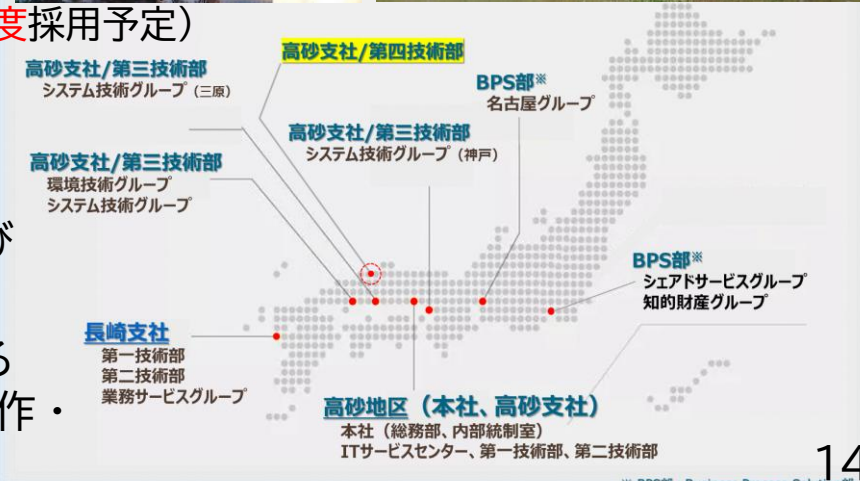 度採用予定）
高砂支社/第四技術部
高砂支社/第三技術部
システム技術グループ（三原）
BPS部※
名古屋グループ
高砂支社/第三技術部
システム技術グループ（神戸）
高砂支社/第三技術部
環境技術グループ
システム技術グループ
び
BPS部※
シェアドサービスグループ
知的財産グループ
長崎支社
第一技術部
第二技術部
業務サービスグループ
る
作・
高砂地区（本社、高砂支社）
本社（総務部、内部統制室）
ITサービスセンター、第一技術部、第二技術部
14